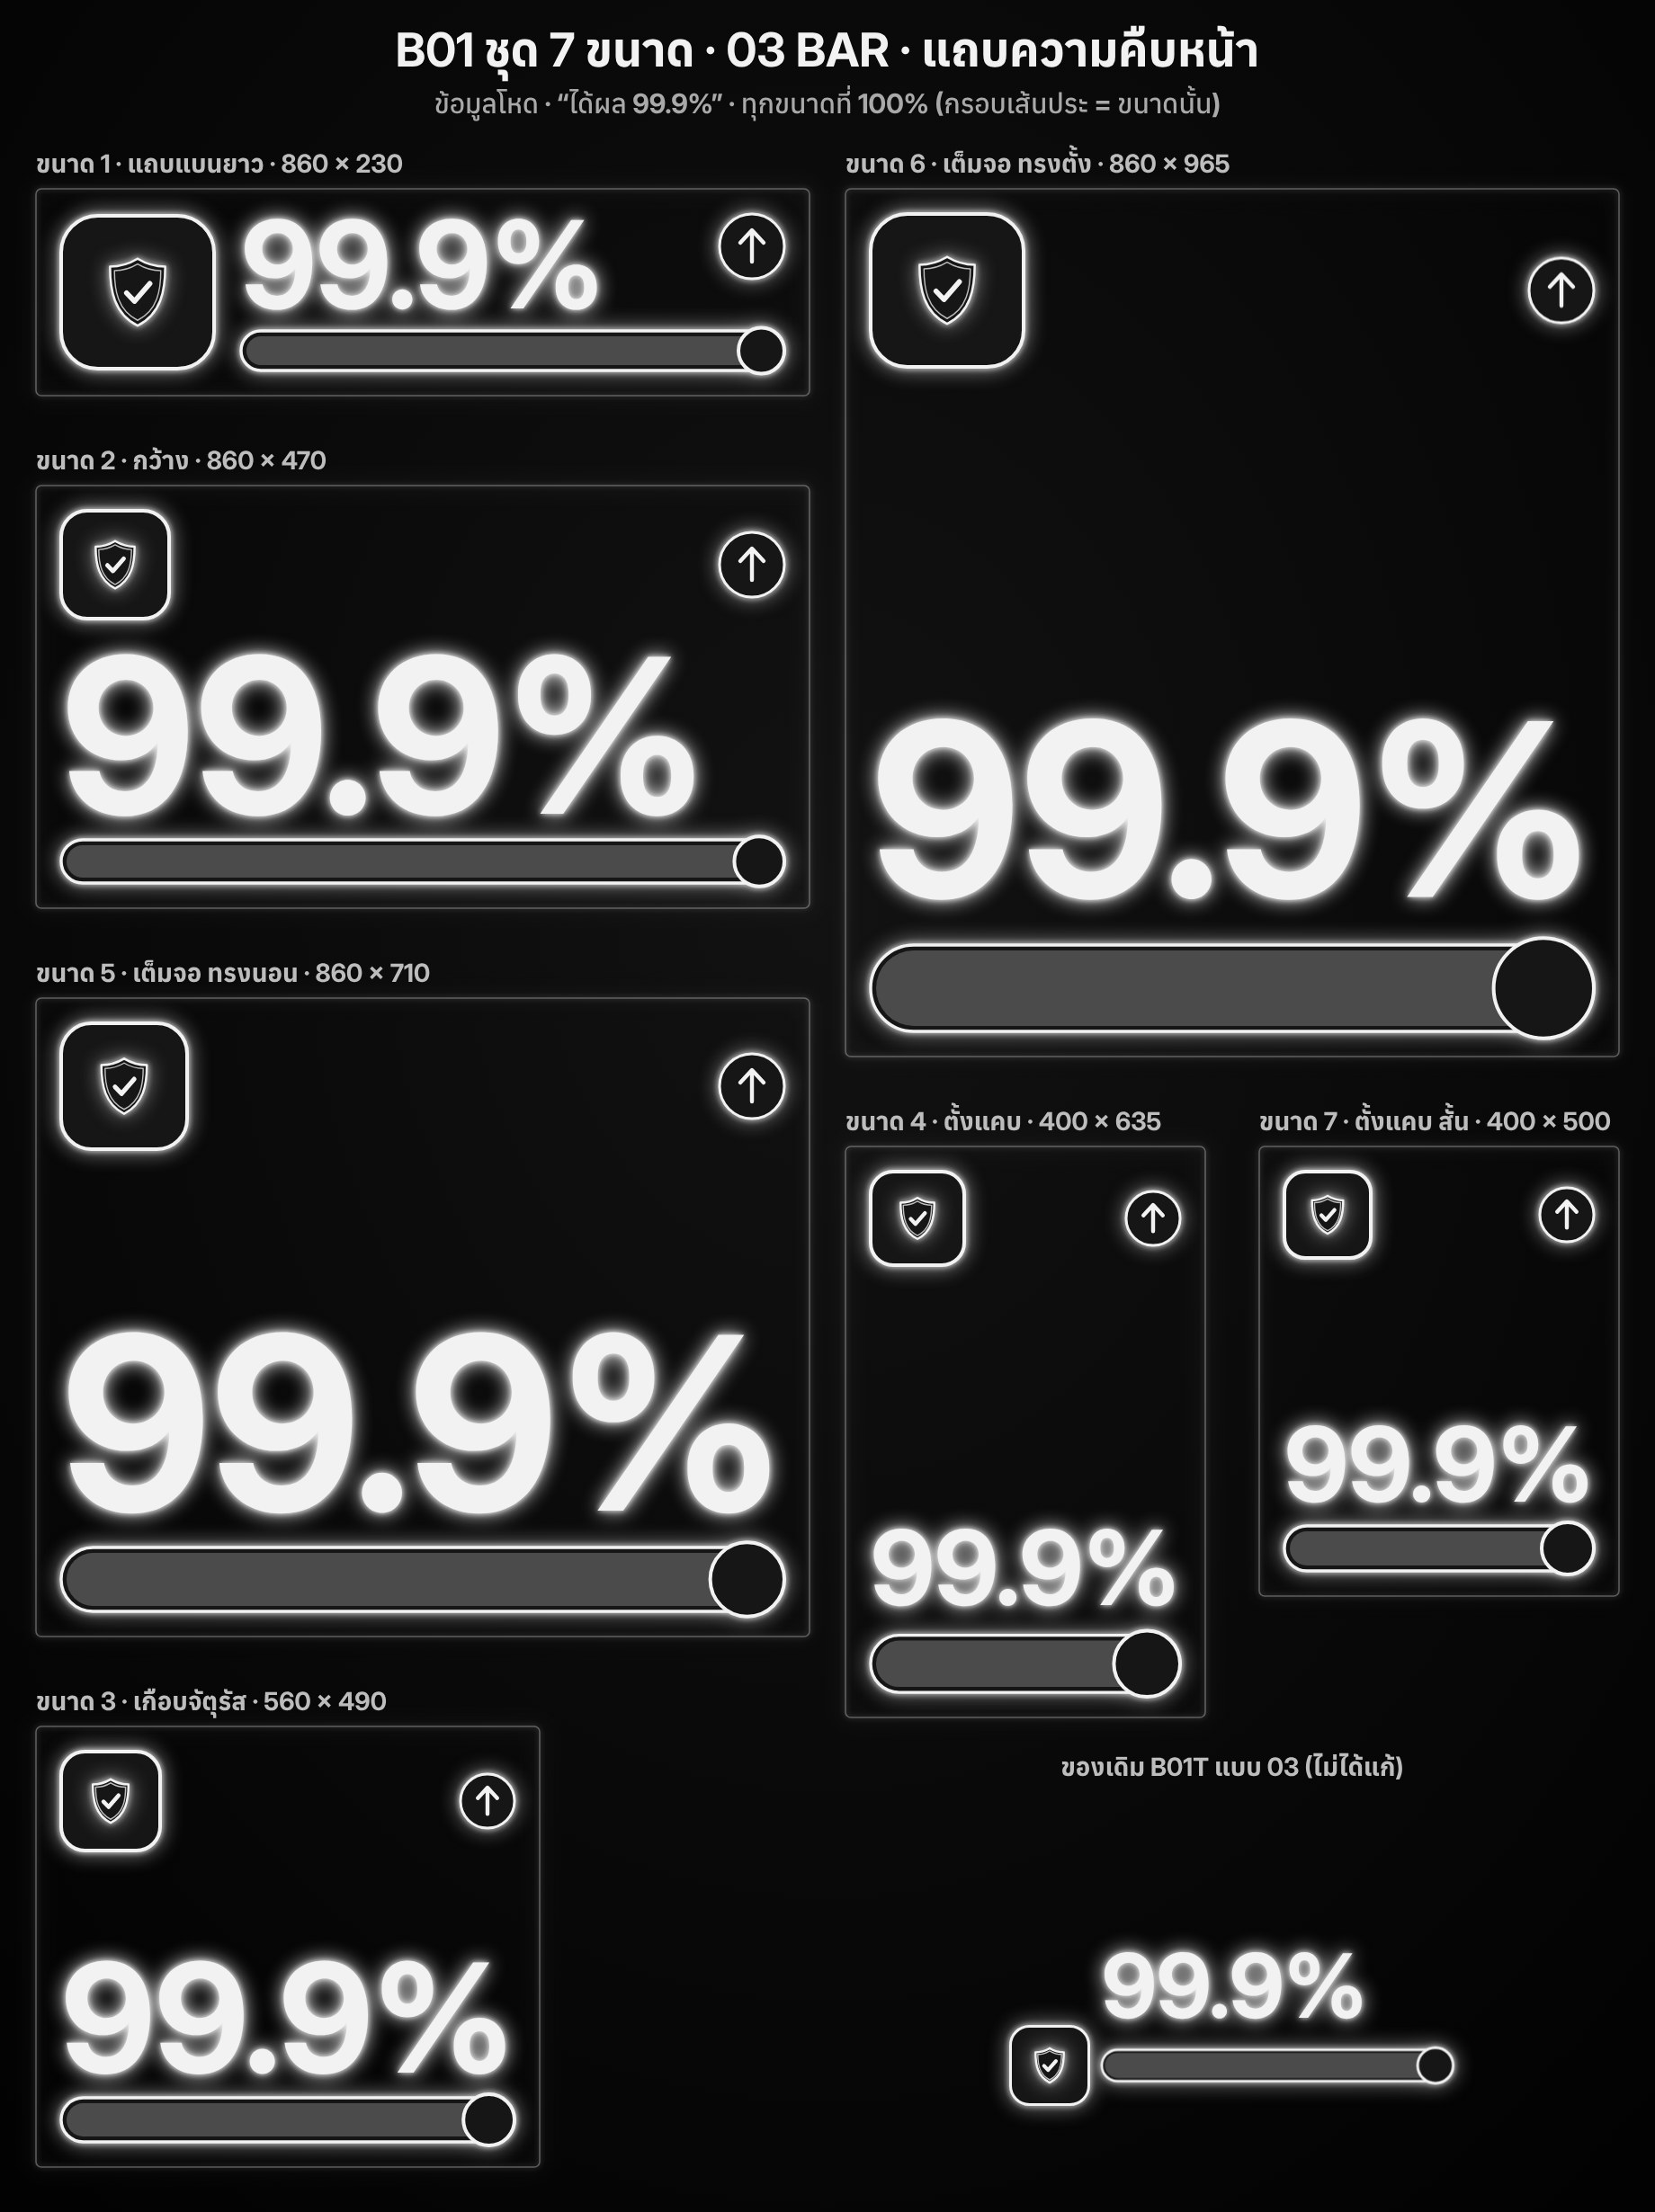 B01 ชุด 7 ขนาด · 03 BAR · แถบความคืบหน้า
ข้อมูลโหด · “ได้ผล 99.9%” · ทุกขนาดที่ 100% (กรอบเส้นประ = ขนาดนั้น)
ขนาด 1 · แถบแบนยาว · 860 × 230
99.9%
ขนาด 2 · กว้าง · 860 × 470
99.9%
ขนาด 5 · เต็มจอ ทรงนอน · 860 × 710
99.9%
ขนาด 3 · เกือบจัตุรัส · 560 × 490
99.9%
ขนาด 6 · เต็มจอ ทรงตั้ง · 860 × 965
99.9%
ขนาด 4 · ตั้งแคบ · 400 × 635
99.9%
ขนาด 7 · ตั้งแคบ สั้น · 400 × 500
99.9%
ของเดิม B01T แบบ 03 (ไม่ได้แก้)
99.9%